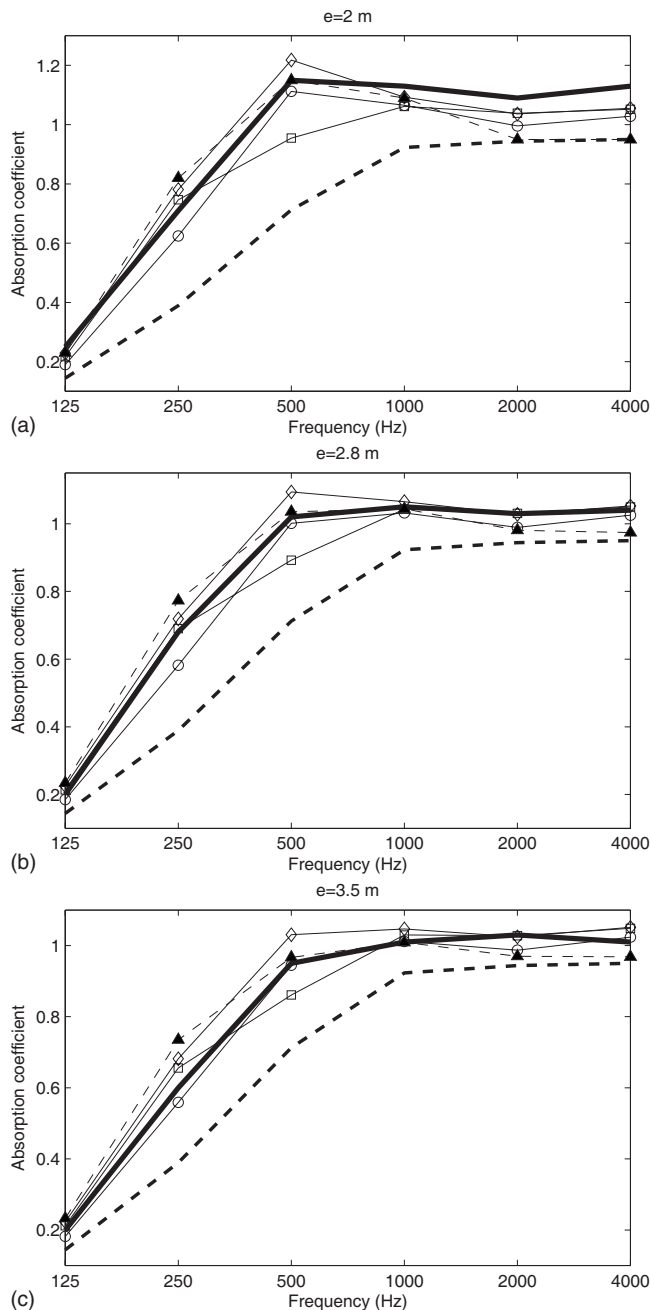 e=2 m
1.2
1
0.8
0.6
0.4
0.2
Absorption coefficient
125 250 500 1000 2000 4000
Frequency (Hz)
(a)
e=2.8 m
1
0.8
0.6
0.4
0.2
Absorption coefficient
125 250 500 1000 2000 4000
Frequency (Hz)
(b)
e=3.5 m
1
0.8
0.6
0.4
0.2
Absorption coefficient
125 250 500 1000 2000 4000
Frequency (Hz)
(c)